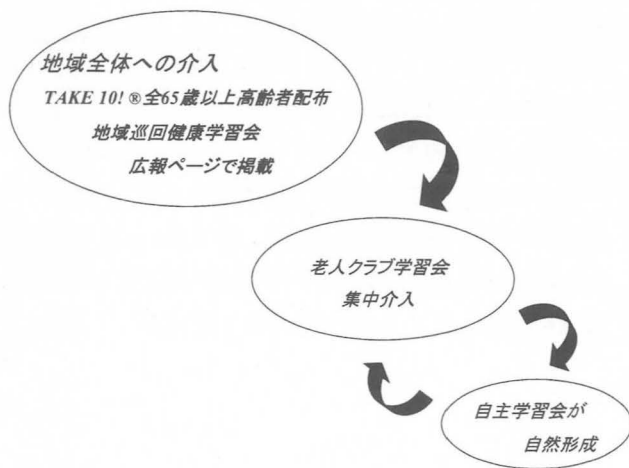 地域全体への介入
TAKE 10! ®全65歳以上高齢者配布
地域巡回健康学習会
広報ページで掲載
老人クラブ学習会
集中介入
自主学習会が
自然形成